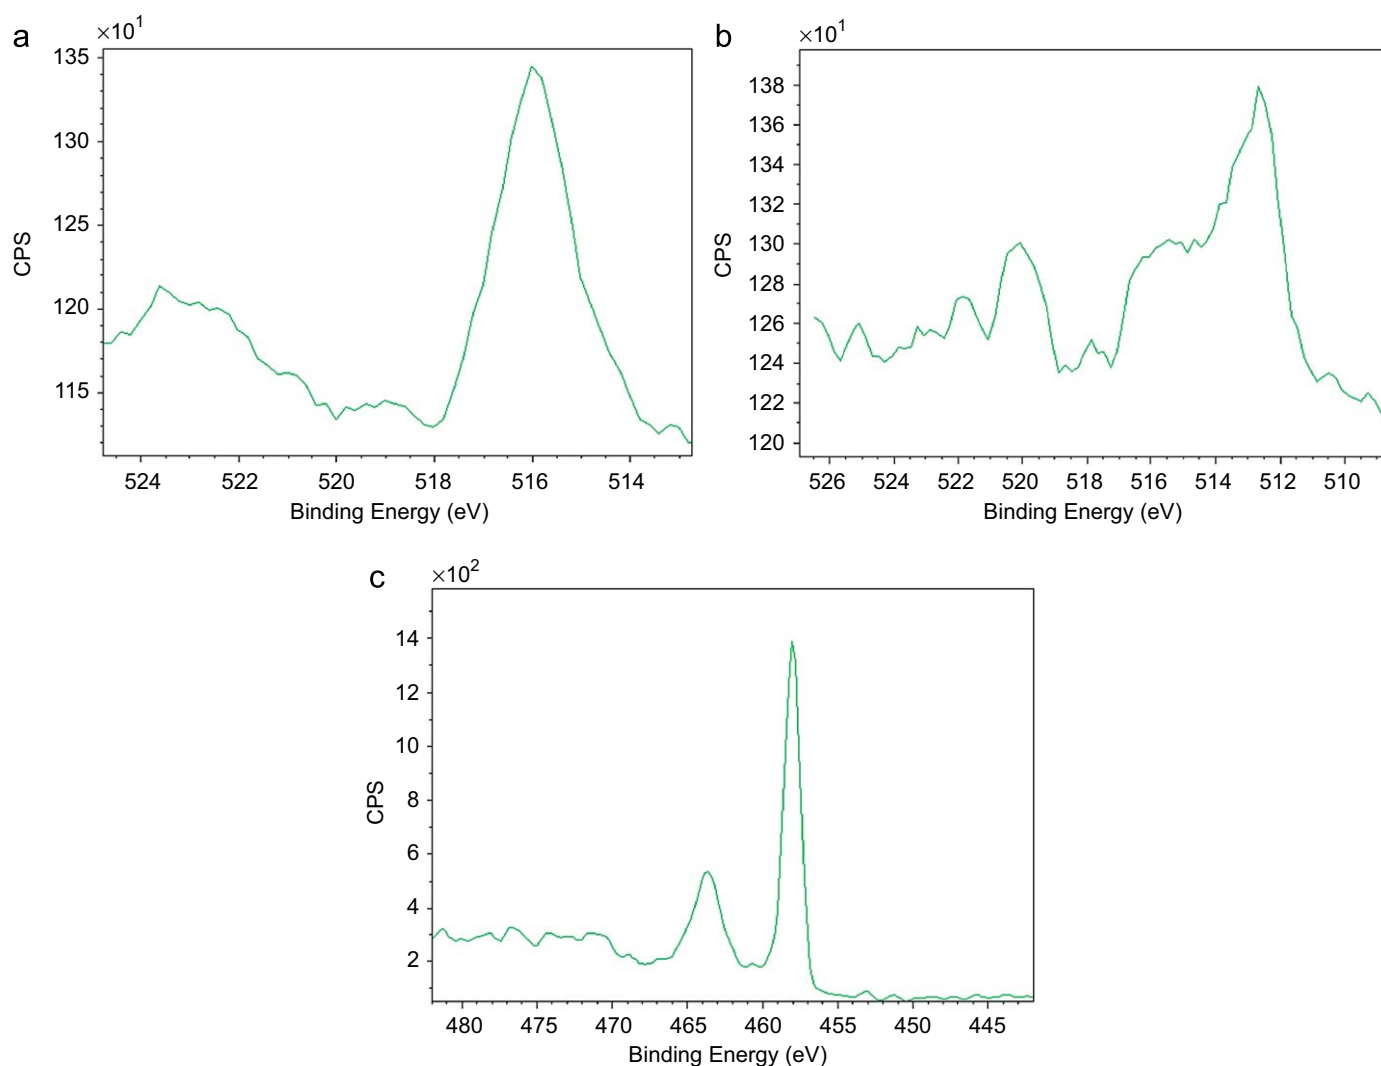 a
×10¹
135
130
125
120
115
CPS
524 522 520 518 516 514
Binding Energy (eV)
b
×10¹
138
136
134
132
130
128
126
124
122
120
CPS
526 524 522 520 518 516 514 512 510
Binding Energy (eV)
c
×10²
14
12
10
8
6
4
2
CPS
480 475 470 465 460 455 450 445
Binding Energy (eV)